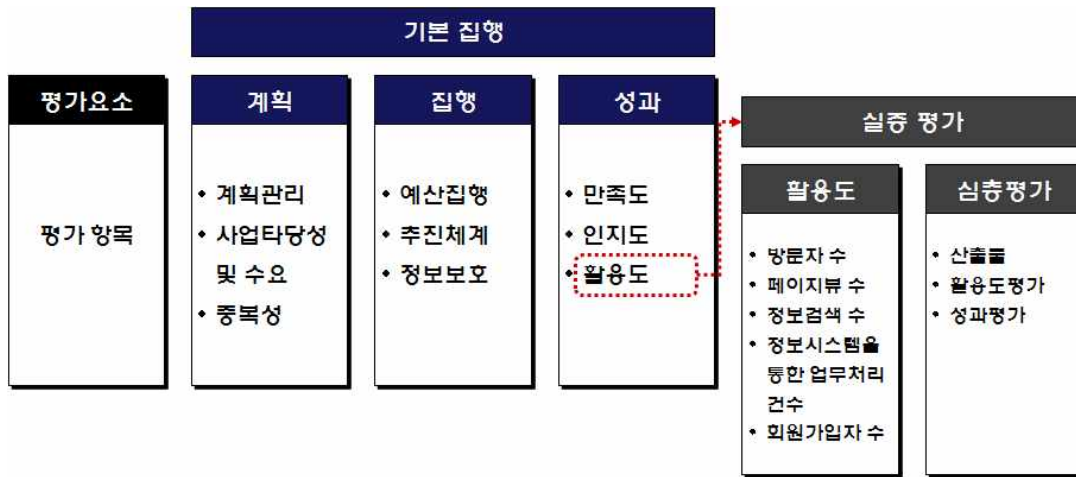 기본 집행
평가요소
평가 항목
계획
• 계획관리
• 사업타당성
및 수요
• 중복성
집행
• 예산집행
• 추진체계
• 정보보호
성과
• 만족도
• 인지도
• 활용도
실증 평가
활용도
• 방문자 수
• 페이지뷰 수
• 정보검색 수
• 정보시스템을
통한 업무처리
건수
• 회원가입자 수
심층평가
• 산출물
• 활용도평가
• 성과평가